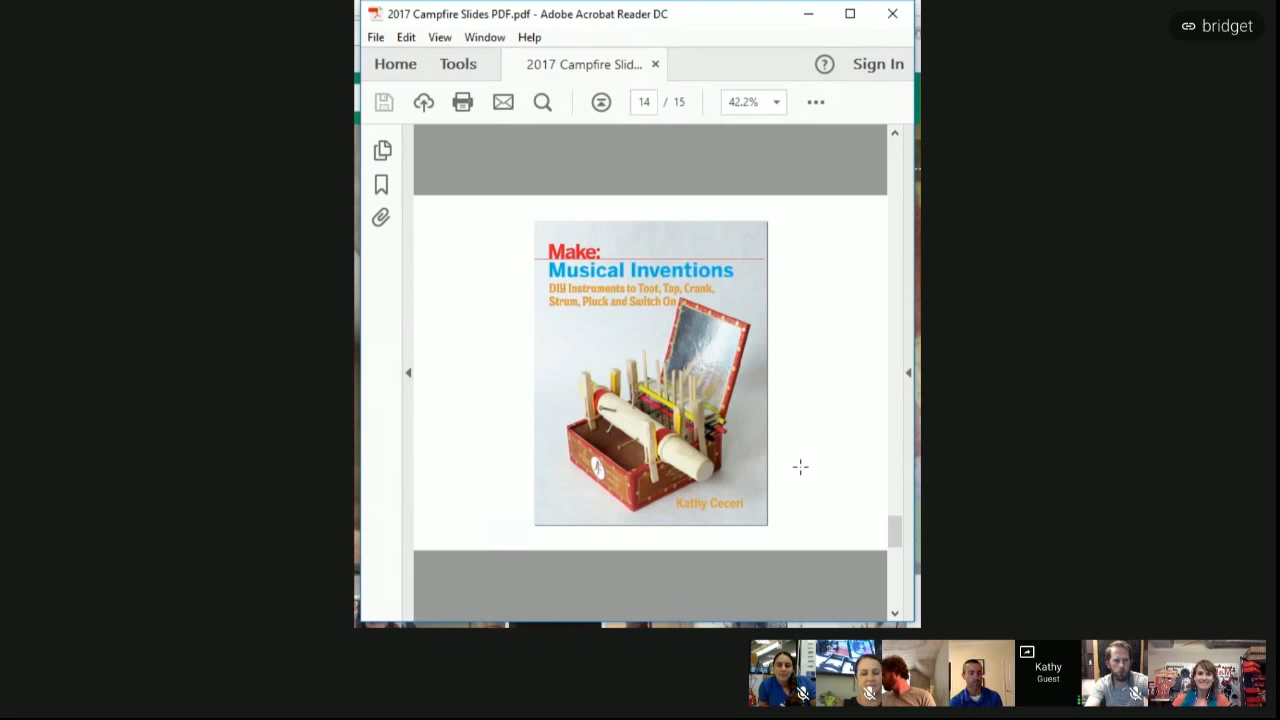 2017 Campfire Slides PDF.pdf - Adobe Acrobat Reader DC
bridget
File Edit View Window Help
Home Tools 2017 Campfire Slid... Sign In
14 / 15 42.2%
Make:
Musical Inventions
DIY Instruments to Toot, Tap, Crank,
Strum, Pluck and Switch On
Kathy Ceceri
Kathy
Guest